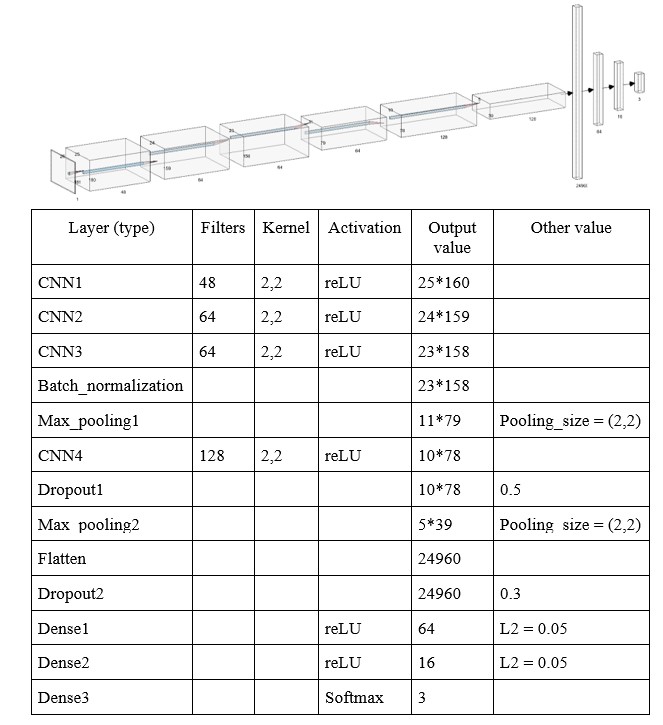 24960
64
16
3
26
161
1
25
160
48
24
159
64
23
158
64
11
79
64
10
78
128
5
39
128
Layer (type) Filters Kernel Activation Output value Other value
CNN1 48 2,2 reLU 25*160
CNN2 64 2,2 reLU 24*159
CNN3 64 2,2 reLU 23*158
Batch_normalization 23*158
Max_pooling1 11*79 Pooling_size = (2,2)
CNN4 128 2,2 reLU 10*78
Dropout1 10*78 0.5
Max_pooling2 5*39 Pooling_size = (2,2)
Flatten 24960
Dropout2 24960 0.3
Dense1 reLU 64 L2 = 0.05
Dense2 reLU 16 L2 = 0.05
Dense3 Softmax 3